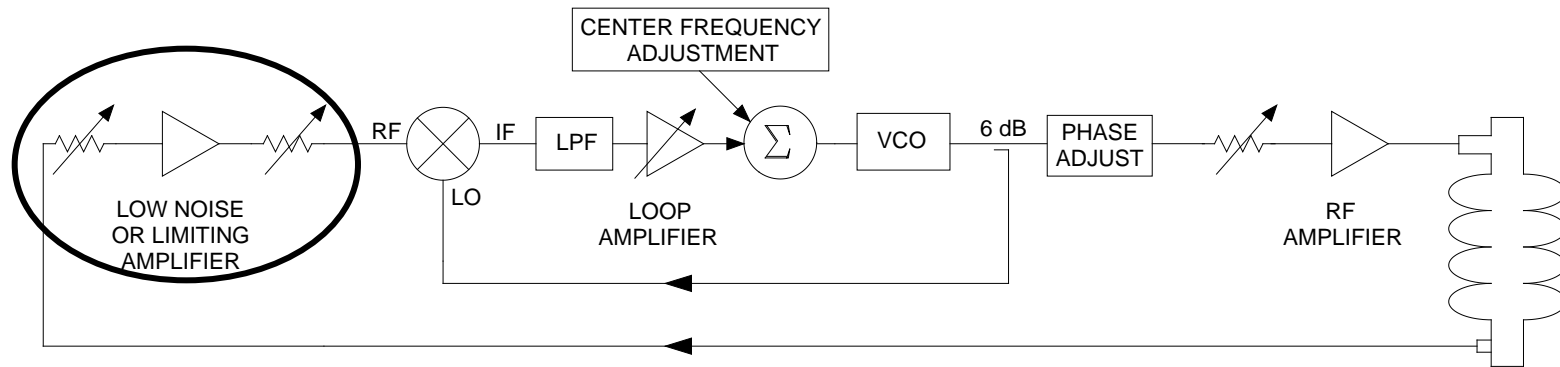 CENTER FREQUENCY
ADJUSTMENT
RF
IF
LPF
Σ
VCO
6 dB
PHASE
ADJUST
LO
LOW NOISE
OR LIMITING
AMPLIFIER
LOOP
AMPLIFIER
RF
AMPLIFIER